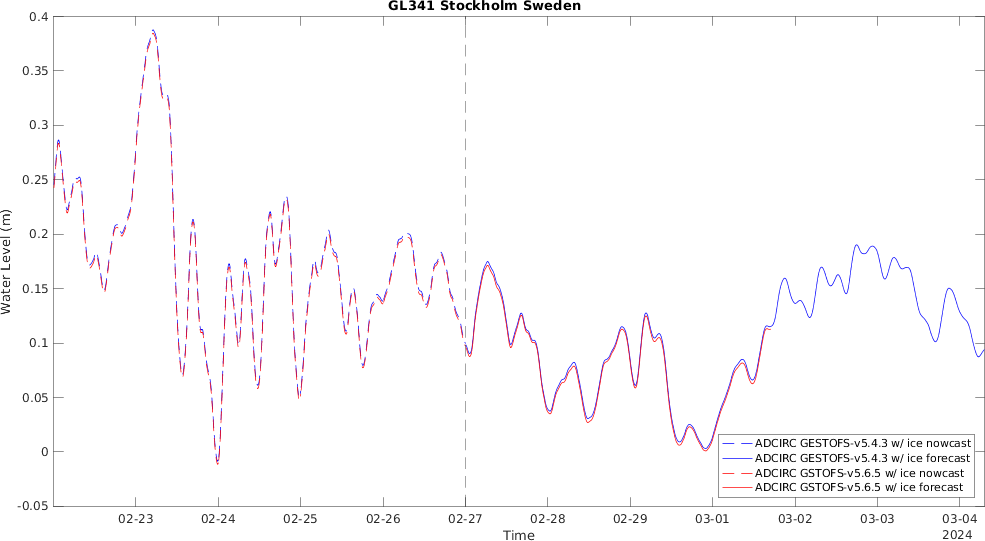 GL341 Stockholm Sweden
0.4
0.35
0.3
0.25
0.2
0.15
0.1
0.05
0
-0.05
Water Level (m)
02-23 02-24 02-25 02-26 02-27 02-28 02-29 03-01 03-02 03-03 03-04
Time
2024
ADCIRC GESTOFS-v5.4.3 w/ ice nowcast
ADCIRC GESTOFS-v5.4.3 w/ ice forecast
ADCIRC GSTOFS-v5.6.5 w/ ice nowcast
ADCIRC GSTOFS-v5.6.5 w/ ice forecast